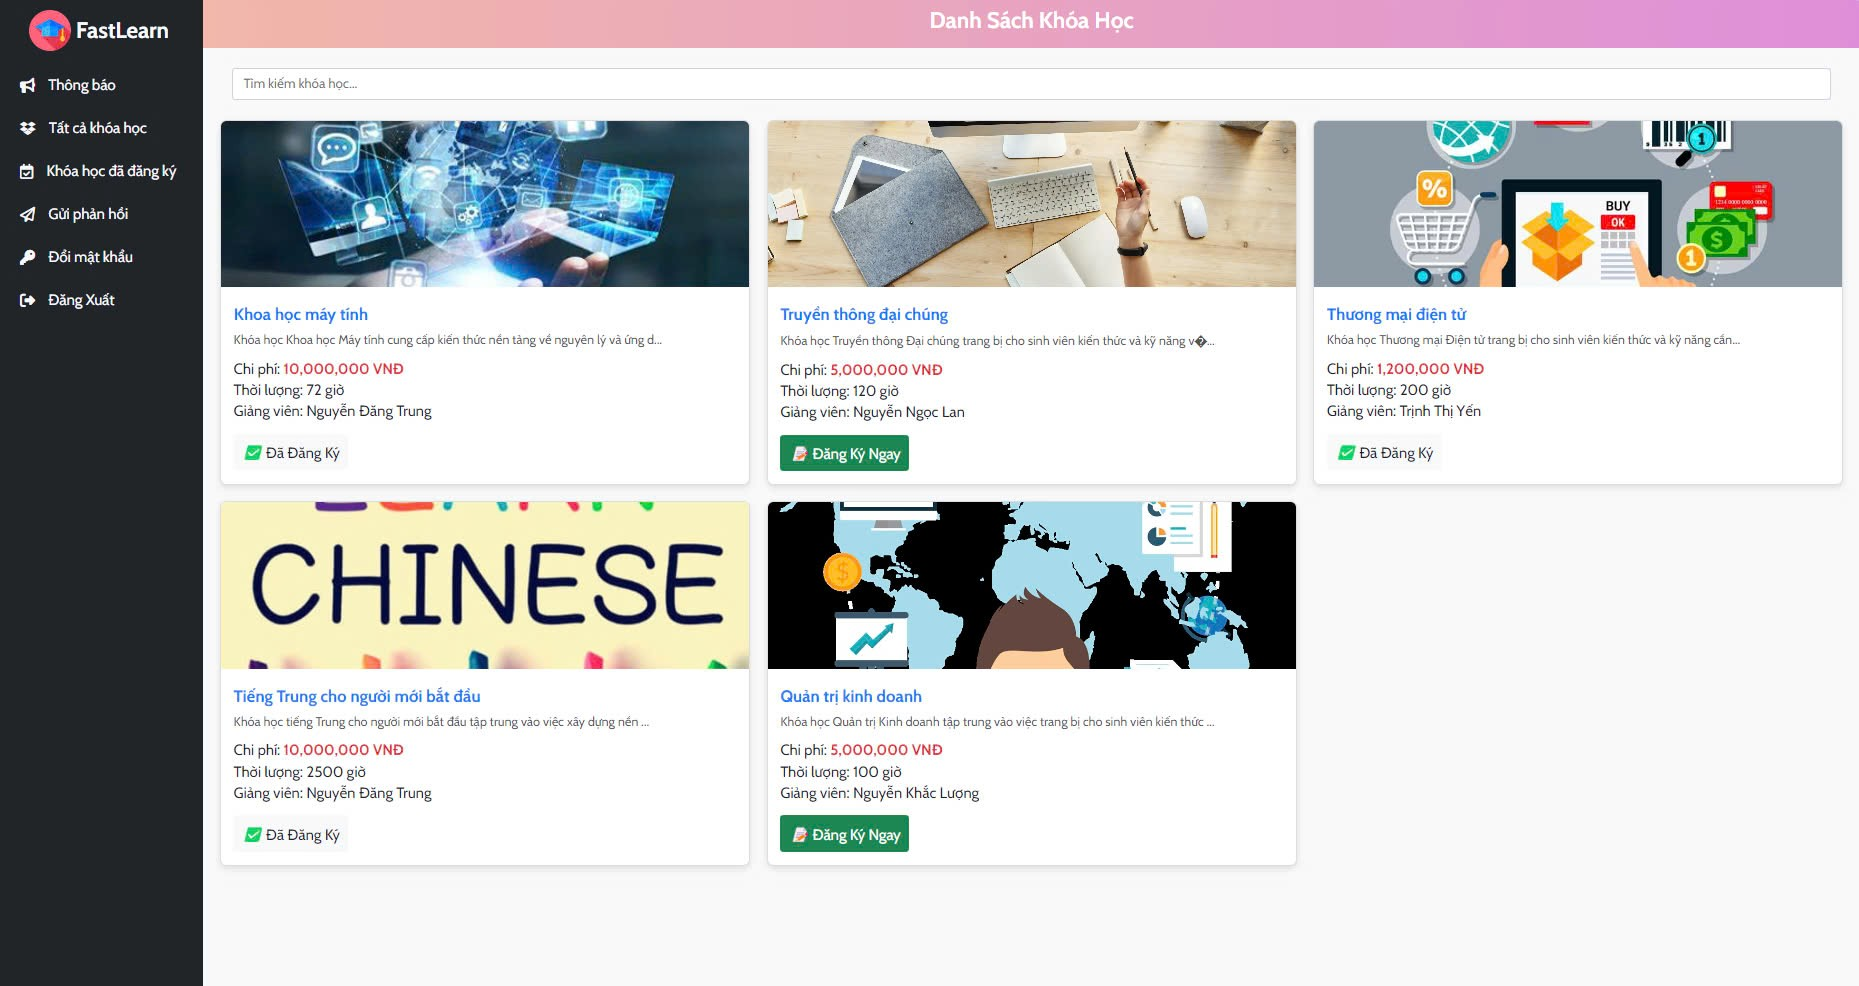 FastLearn
Thông báo
Tất cả khóa học
Khóa học đã đăng ký
Gửi phản hồi
Đổi mật khẩu
Đăng Xuất
Danh Sách Khóa Học
Tìm kiếm khóa học...
Khoa học máy tính
Khóa học Khoa học Máy tính cung cấp kiến thức nền tảng về nguyên lý và ứng d...
Chi phí: 10,000,000 VNĐ
Thời lượng: 72 giờ
Giảng viên: Nguyễn Đăng Trung
Đã Đăng Ký
Truyền thông đại chúng
Khóa học Truyền thông Đại chúng trang bị cho sinh viên kiến thức và kỹ năng v�...
Chi phí: 5,000,000 VNĐ
Thời lượng: 120 giờ
Giảng viên: Nguyễn Ngọc Lan
Đăng Ký Ngay
%
1
BUY
OK
$
1
Thương mại điện tử
Khóa học Thương mại Điện tử trang bị cho sinh viên kiến thức và kỹ năng cần...
Chi phí: 1,200,000 VNĐ
Thời lượng: 200 giờ
Giảng viên: Trịnh Thị Yến
Đã Đăng Ký
CHINESE
Tiếng Trung cho người mới bắt đầu
Khóa học tiếng Trung cho người mới bắt đầu tập trung vào việc xây dựng nền ...
Chi phí: 10,000,000 VNĐ
Thời lượng: 2500 giờ
Giảng viên: Nguyễn Đăng Trung
Đã Đăng Ký
$
Quản trị kinh doanh
Khóa học Quản trị Kinh doanh tập trung vào việc trang bị cho sinh viên kiến thức ...
Chi phí: 5,000,000 VNĐ
Thời lượng: 100 giờ
Giảng viên: Nguyễn Khắc Lượng
Đăng Ký Ngay